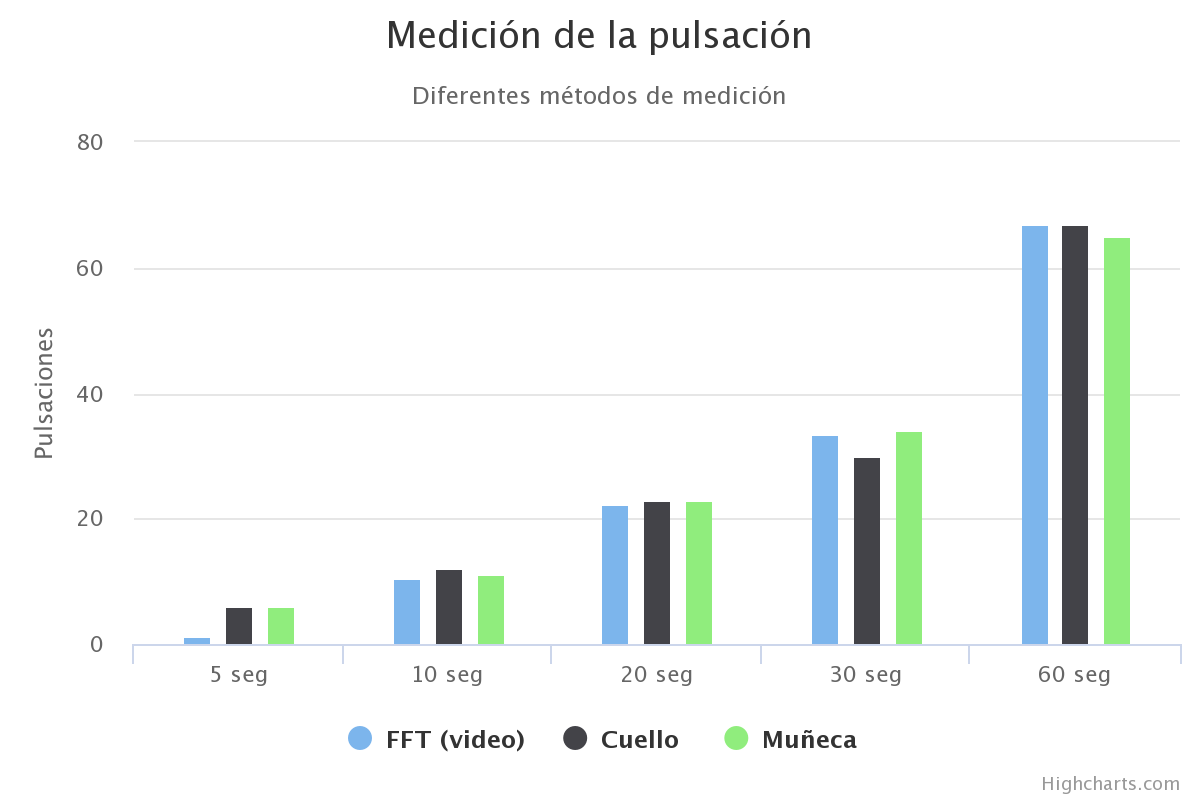 Medición de la pulsación
Diferentes métodos de medición
Pulsaciones
80
60
40
20
0
5 seg
10 seg
20 seg
30 seg
60 seg
FFT (video)
Cuello
Muñeca
Highcharts.com